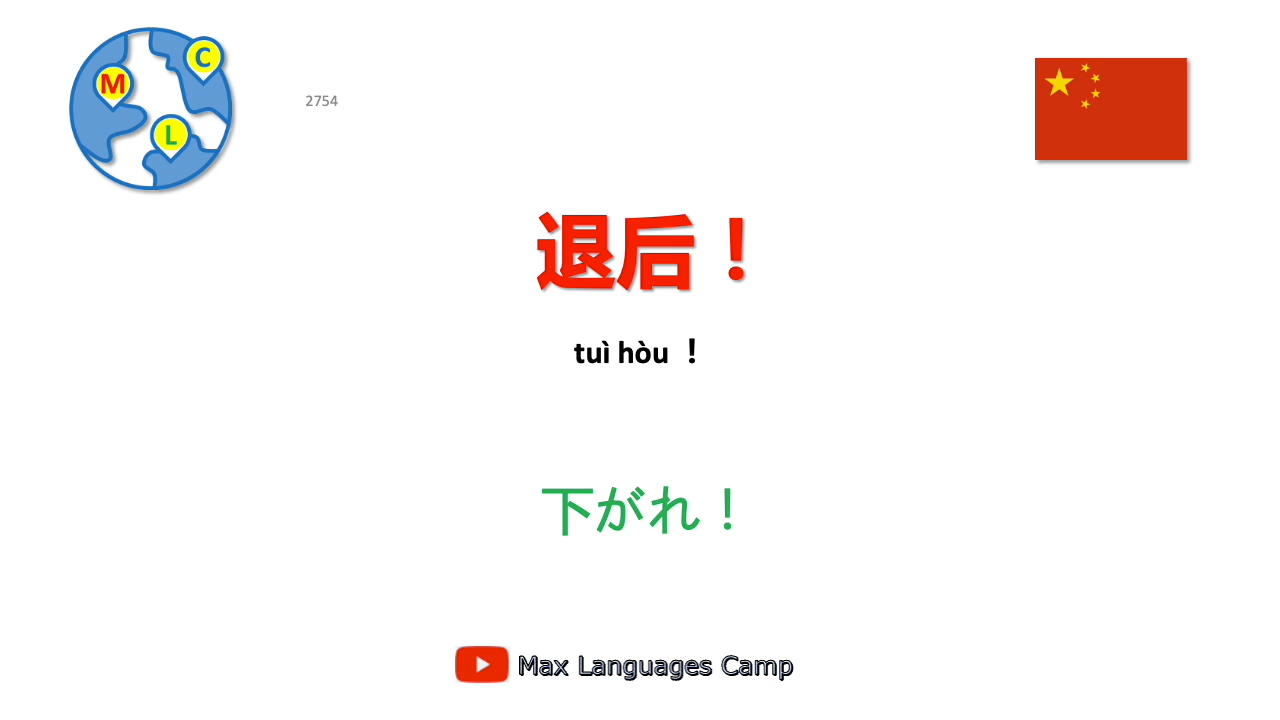 M
C
L
2754
退后！
tuì hòu ！
下がれ！
Max Languages Camp